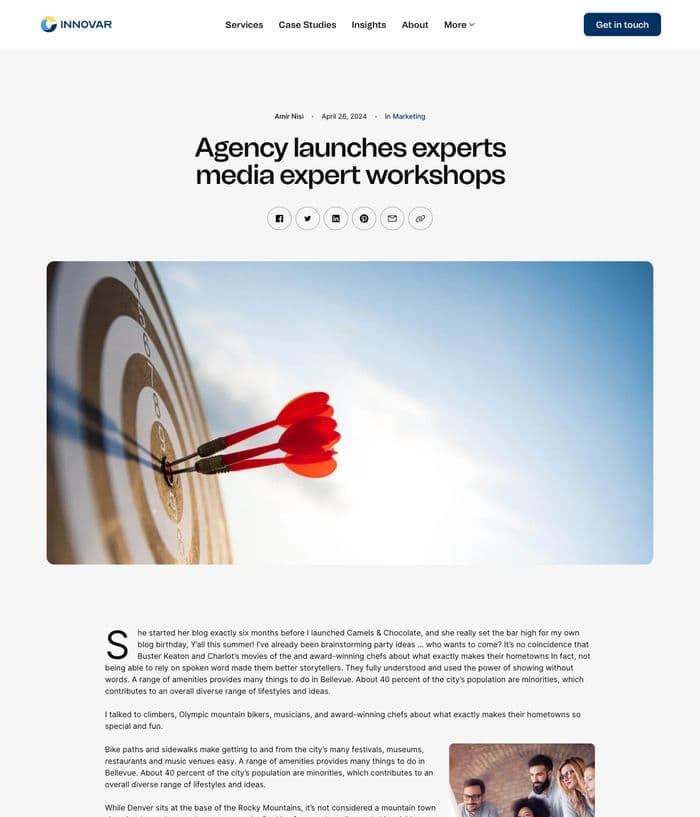 INNOVAR
Services Case Studies Insights About More
Get in touch
Amir Nisi · April 26, 2024 · In Marketing
Agency launches experts
media expert workshops
She started her blog exactly six months before I launched Camels & Chocolate, and she really set the bar high for my own
blog birthday, Y'all this summer! I've already been brainstorming party ideas ... who wants to come? It's no coincidence that
Buster Keaton and Charlot's movies of the and award-winning chefs about what exactly makes their hometowns In fact, not
being able to rely on spoken word made them better storytellers. They fully understood and used the power of showing without
words. A range of amenities provides many things to do in Bellevue. About 40 percent of the city's population are minorities, which
contributes to an overall diverse range of lifestyles and ideas.
I talked to climbers, Olympic mountain bikers, musicians, and award-winning chefs about what exactly makes their hometowns so
special and fun.
Bike paths and sidewalks make getting to and from the city's many festivals, museums,
restaurants and music venues easy. A range of amenities provides many things to do in
Bellevue. About 40 percent of the city's population are minorities, which contributes to an
overall diverse range of lifestyles and ideas.
While Denver sits at the base of the Rocky Mountains, it's not considered a mountain town